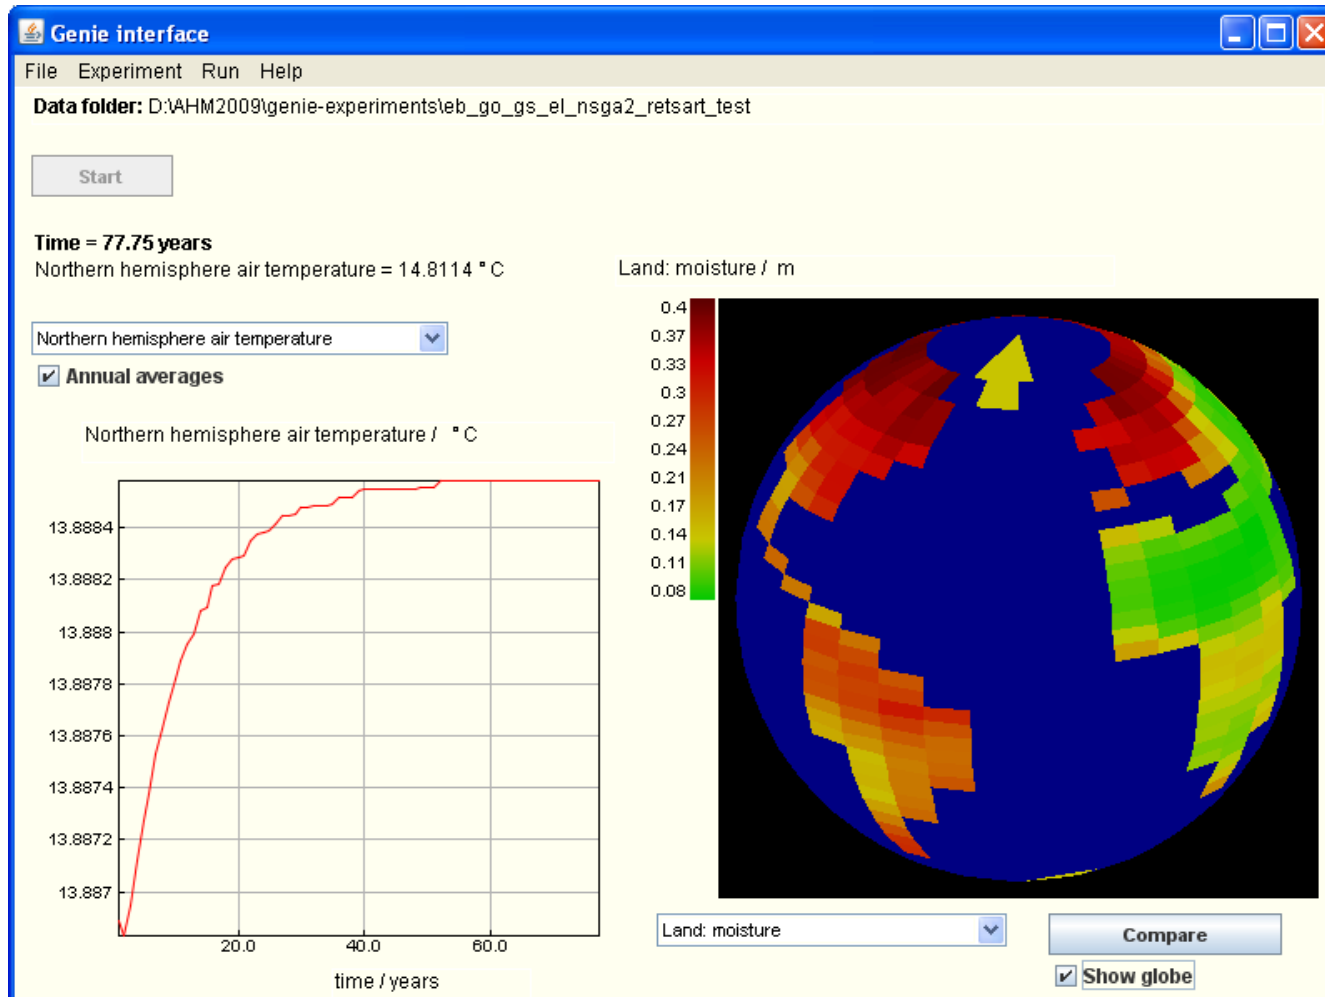 Genie interface
File Experiment Run Help
Data folder: D:\AHM2009\genie-experiments\eb_go_gs_el_nsga2_retsart_test
Start
Time = 77.75 years
Northern hemisphere air temperature = 14.8114 ° C
Northern hemisphere air temperature
Annual averages
Northern hemisphere air temperature / ° C
13.8884
13.8882
13.888
13.8878
13.8876
13.8874
13.8872
13.887
20.0 40.0 60.0
time / years
Land: moisture / m
0.4
0.37
0.33
0.3
0.27
0.24
0.21
0.17
0.14
0.11
0.08
Land: moisture
Compare
Show globe